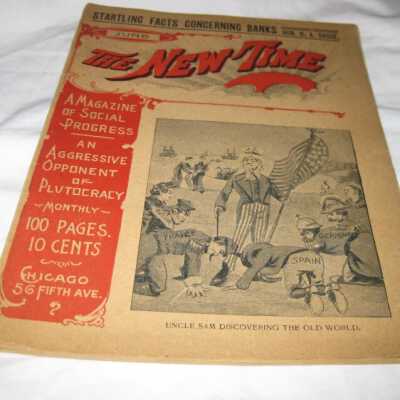 STARTLING FACTS CONCERNING BANKS
JUNE
THE NEW TIME
A MAGAZINE
OF SOCIAL
PROGRESS
AN
AGGRESSIVE
OPPONENT
OF
PLUTOCRACY
MONTHLY
100 PAGES.
10 CENTS
CHICAGO
56 FIFTH AVE.
FRANCE
SPAIN
UNCLE SAM DISCOVERING THE OLD WORLD.